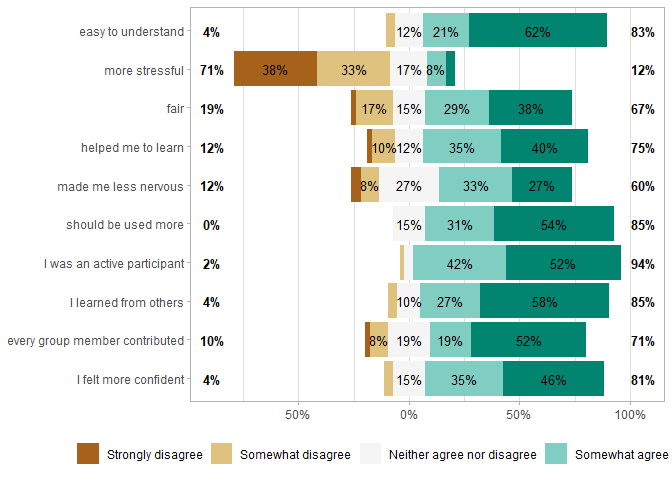 easy to understand 4% 12% 21% 62% 83%
more stressful 71% 38% 33% 17% 8% 12%
fair 19% 17% 15% 29% 38% 67%
helped me to learn 12% 10% 12% 35% 40% 75%
made me less nervous 12% 8% 27% 33% 27% 60%
should be used more 0% 15% 31% 54% 85%
I was an active participant 2% 42% 52% 94%
I learned from others 4% 10% 27% 58% 85%
every group member contributed 10% 8% 19% 19% 52% 71%
I felt more confident 4% 15% 35% 46% 81%
50% 0% 50% 100%
Strongly disagree Somewhat disagree Neither agree nor disagree Somewhat agree